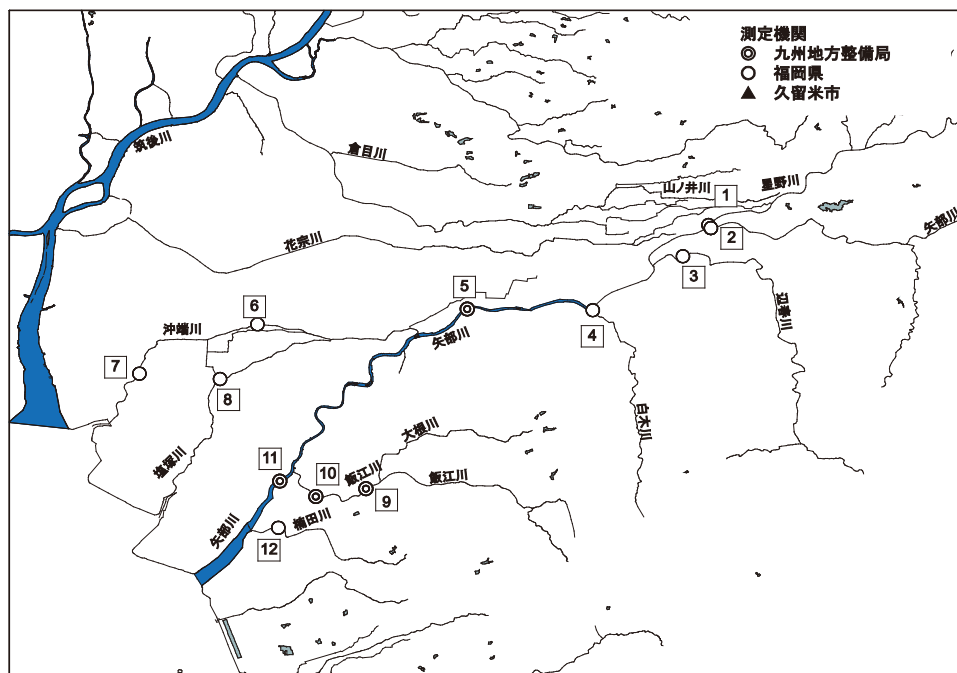 測定機関
◎ 九州地方整備局
○ 福岡県
▲ 久留米市
筑後川
倉目川
山ノ井川
1
星野川
矢部川
2
花宗川
3
5
6
辺春川
沖端川
矢部川
4
7
8
白木川
大根川
塩塚川
11
10
飯江川
飯江川
9
矢部川
楠田川
12